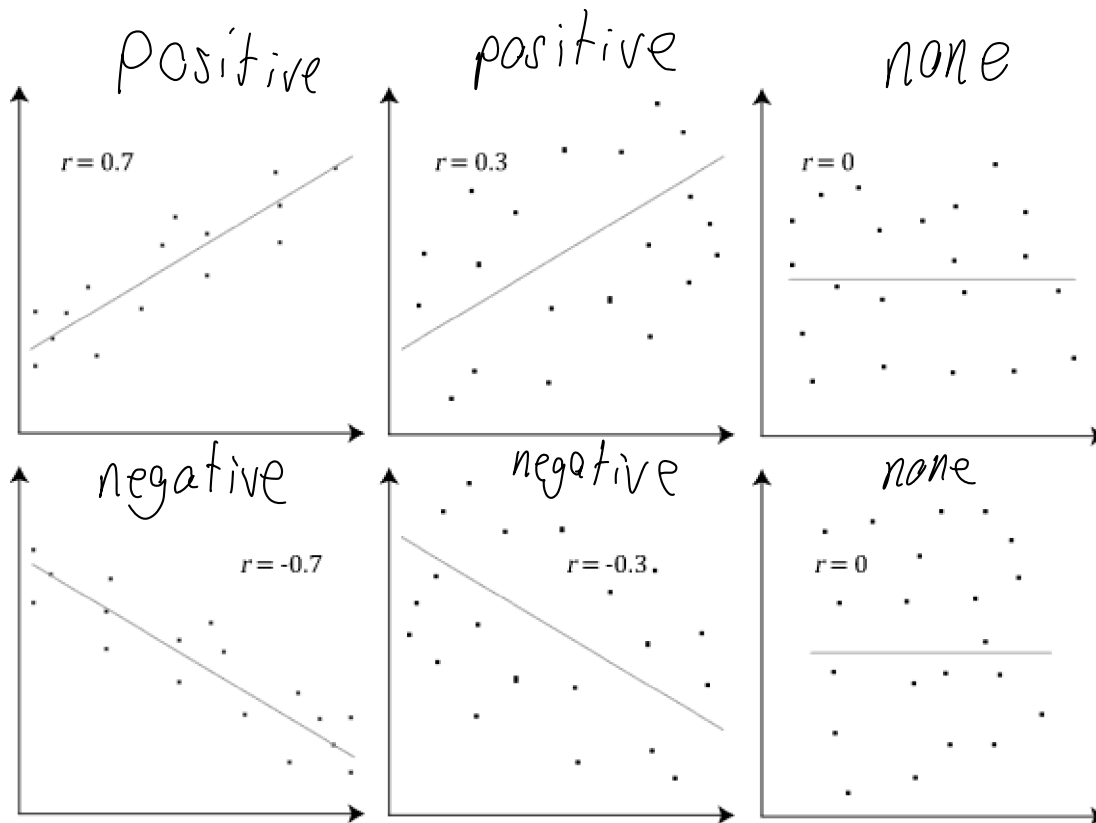 positive positive none
r = 0.7 r = 0.3 r = 0
negative negative none
r = -0.7 r = -0.3 r = 0